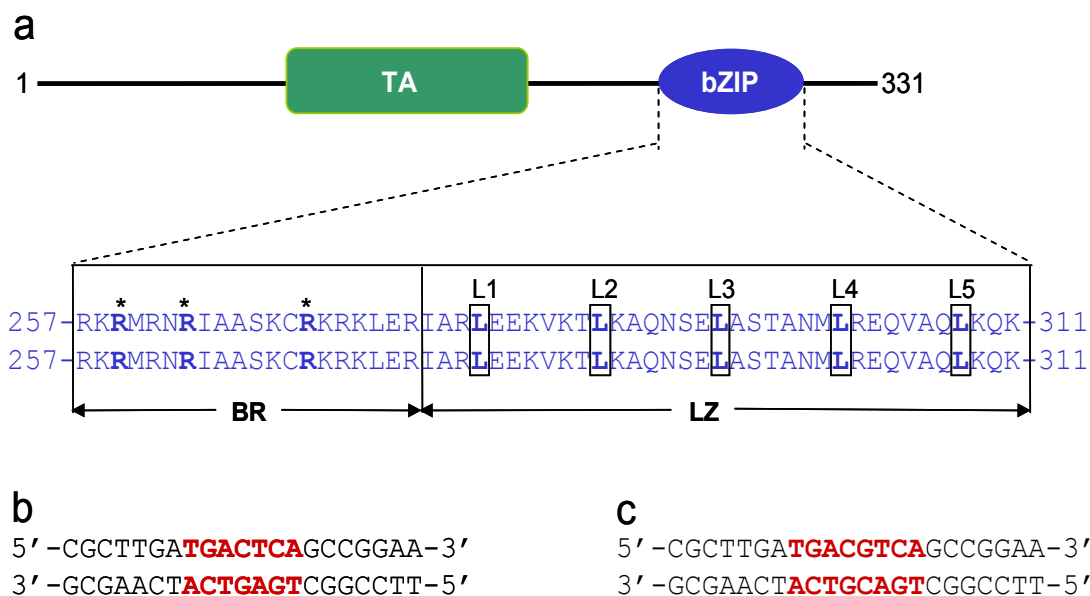 a
1 TA bZIP 331
* * * L1 L2 L3 L4 L5
257-RKRMRNRIAASKCRKRKLERIARLEEKVKTLKAQNSELASTANMLREQVAQLKQK-311
257-RKRMRNRIAASKCRKRKLERIARLEEKVKTLKAQNSELASTANMLREQVAQLKQK-311
BR LZ
b
5′-CGCTTGATGACTCAGCCGGAA-3′
3′-GCGAACTACTGAGTCGGCCTT-5′
c
5′-CGCTTGATGACGTCAGCCGGAA-3′
3′-GCGAACTACTGCAGTCGGCCTT-5′